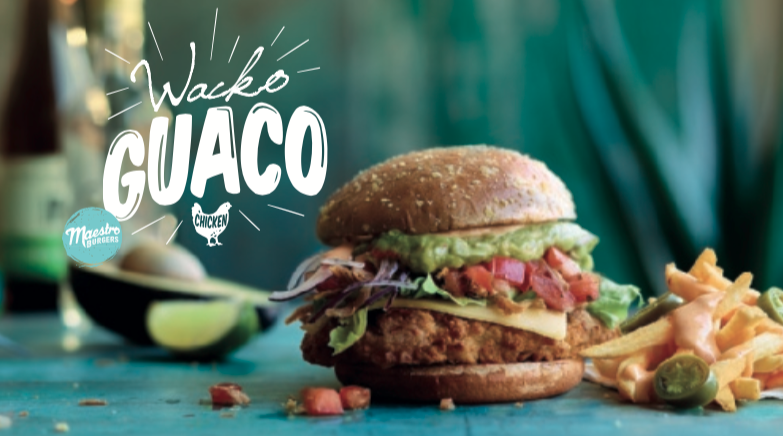 Wacko
GUACO
CHICKEN
Maestro
BURGERS